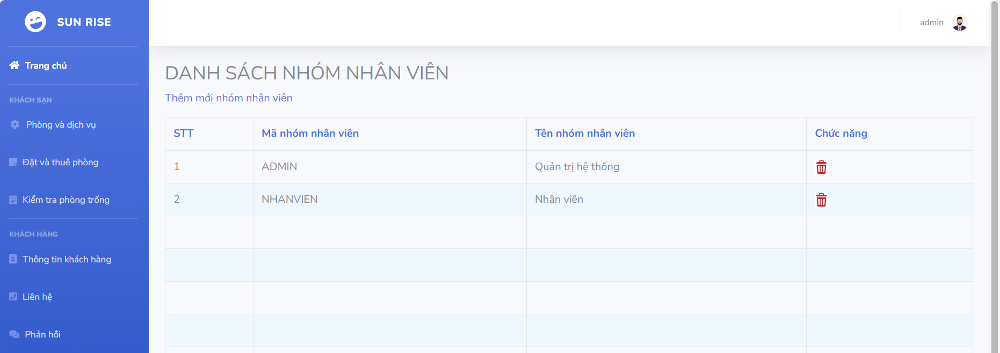 SUN RISE
admin
Trang chủ
KHÁCH SẠN
Phòng và dịch vụ
Đặt và thuê phòng
Kiểm tra phòng trống
KHÁCH HÀNG
Thông tin khách hàng
Liên hệ
Phản hồi
DANH SÁCH NHÓM NHÂN VIÊN
Thêm mới nhóm nhân viên
STT Mã nhóm nhân viên Tên nhóm nhân viên Chức năng
1 ADMIN Quản trị hệ thống
2 NHANVIEN Nhân viên